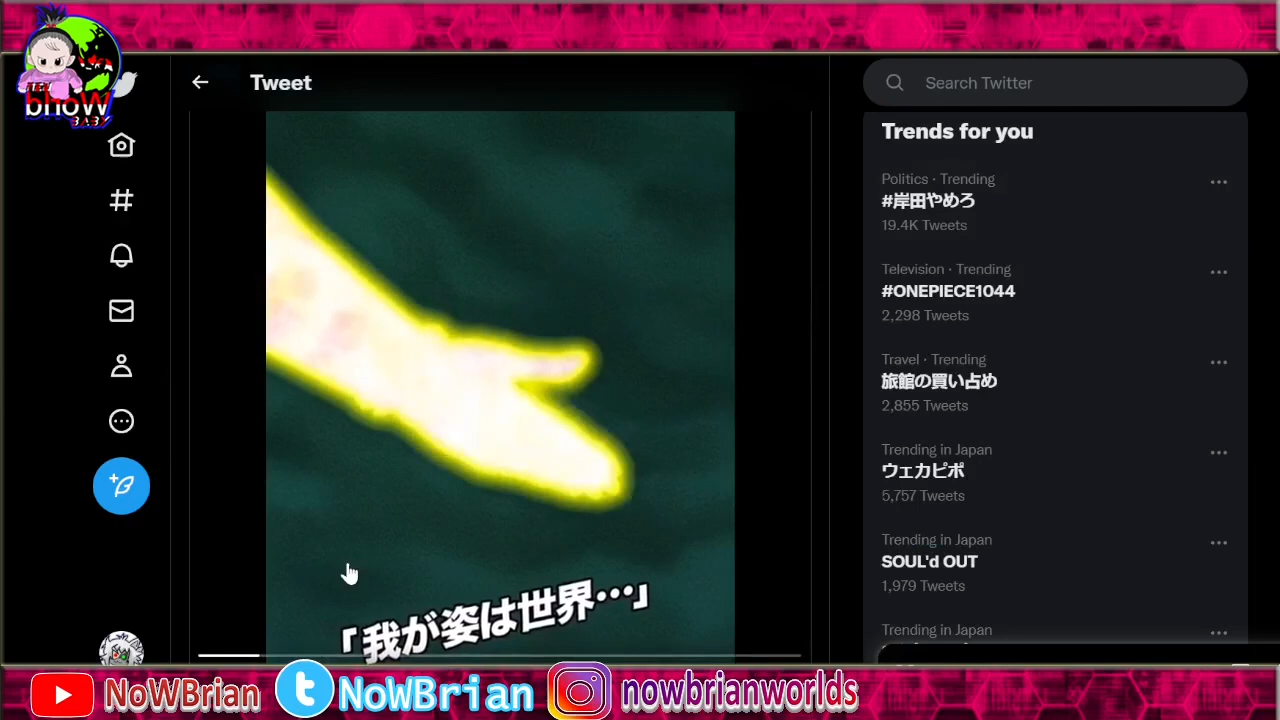 bhoW
BABY
Tweet
Search Twitter
Trends for you
Politics · Trending
#岸田やめろ
19.4K Tweets
Television · Trending
#ONEPIECE1044
2,298 Tweets
Travel · Trending
旅館の買い占め
2,855 Tweets
Trending in Japan
ウェカピポ
5,757 Tweets
Trending in Japan
SOUL'd OUT
1,979 Tweets
Trending in Japan
「我が姿は世界…」
NoWBrian
NoWBrian
nowbrianworlds